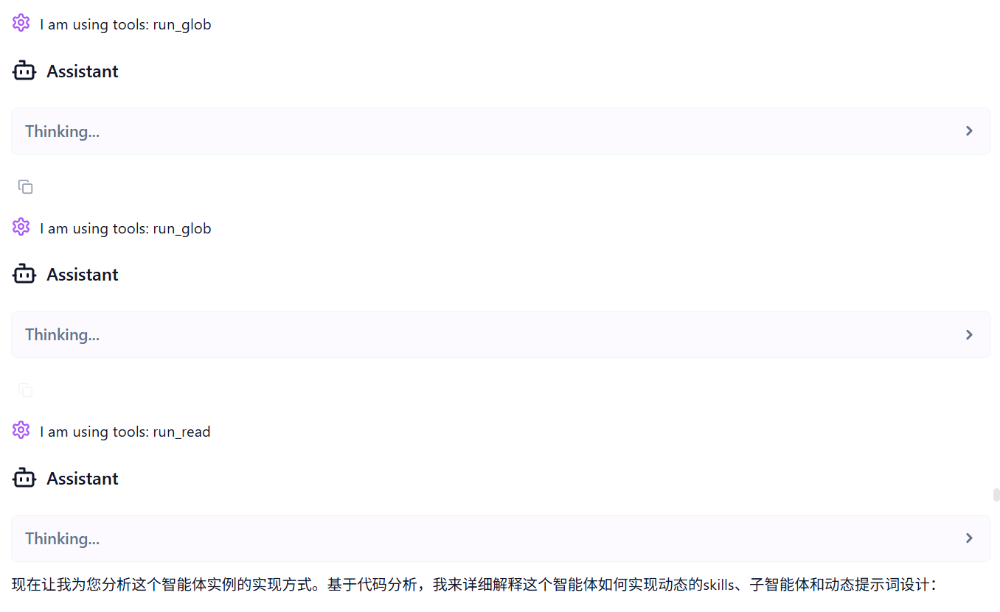 I am using tools: run_glob
Assistant
Thinking...
I am using tools: run_glob
Assistant
Thinking...
I am using tools: run_read
Assistant
Thinking...
现在让我为您分析这个智能体实例的实现方式。基于代码分析，我来详细解释这个智能体如何实现动态的skills、子智能体和动态提示词设计：